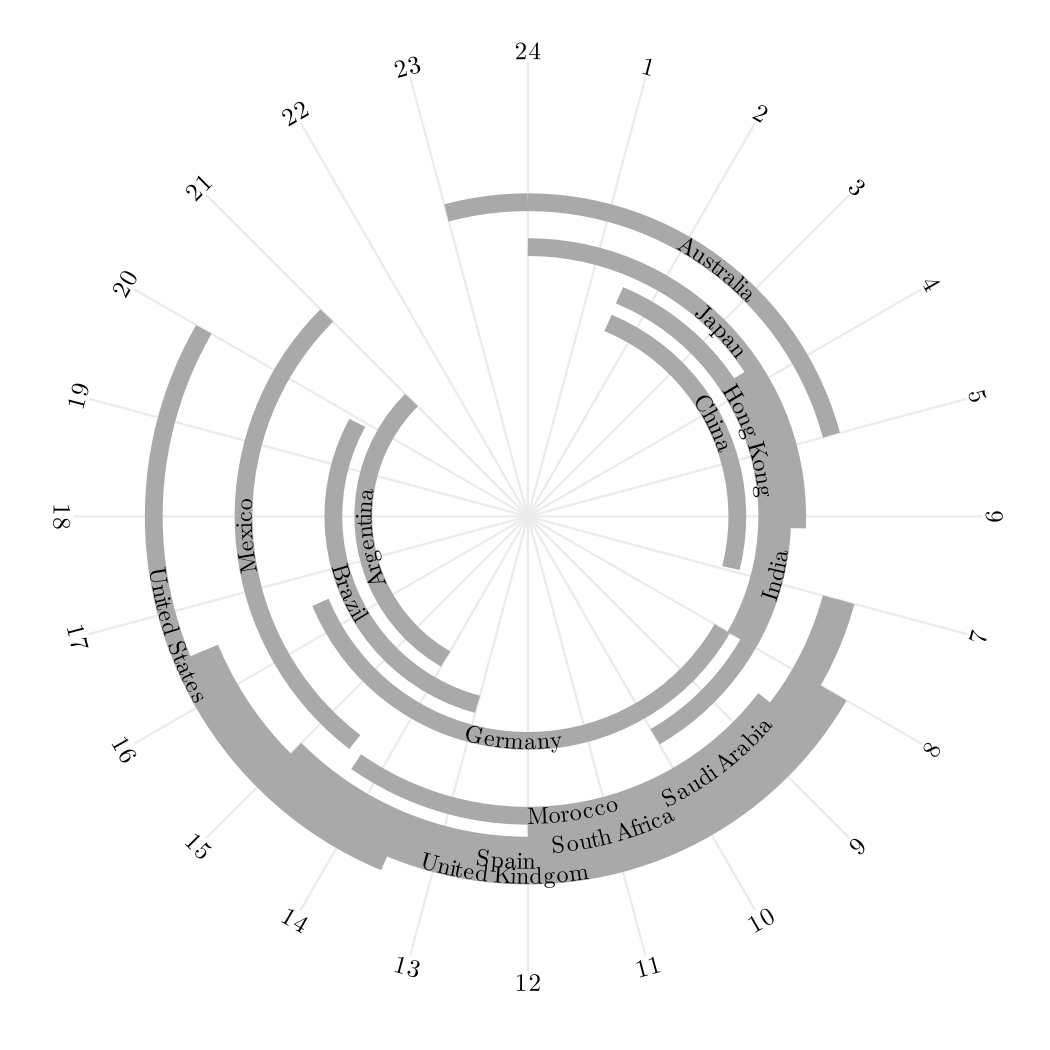 24
1
2
3
4
5
6
7
8
9
10
11
12
13
14
15
16
17
18
19
20
21
22
23
Australia
Japan
Hong Kong
China
India
Saudi Arabia
South Africa
Morocco
Spain
United Kindgom
Germany
Brazil
Argentina
Mexico
United States